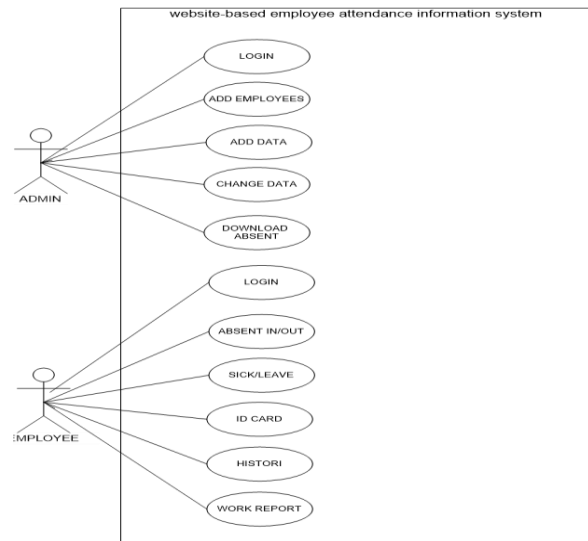 website-based employee attendance information system
LOGIN
ADD EMPLOYEES
ADD DATA
CHANGE DATA
DOWNLOAD
ABSENT
ADMIN
LOGIN
ABSENT IN/OUT
SICK/LEAVE
ID CARD
HISTORI
WORK REPORT
EMPLOYEE